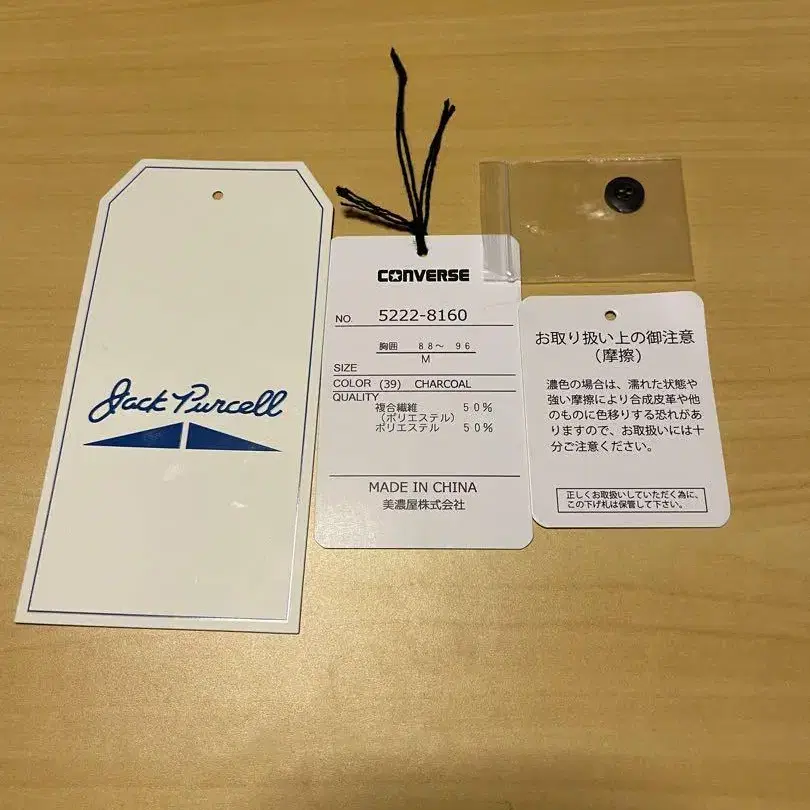 Jack Purcell
CONVERSE
NO. 5222-8160
胸囲 88〜 96
M
SIZE
COLOR (39) CHARCOAL
QUALITY
複合繊維 50%
(ポリエステル)
ポリエステル 50%
MADE IN CHINA
美濃屋株式会社
お取り扱い上の御注意
(摩擦)
濃色の場合は、濡れた状態や
強い摩擦により合成皮革や他
のものに色移りする恐れがあ
りますので、お取扱いには十
分ご注意ください。
正しくお取扱いしていただく為に、
この下げ札は保管して下さい。